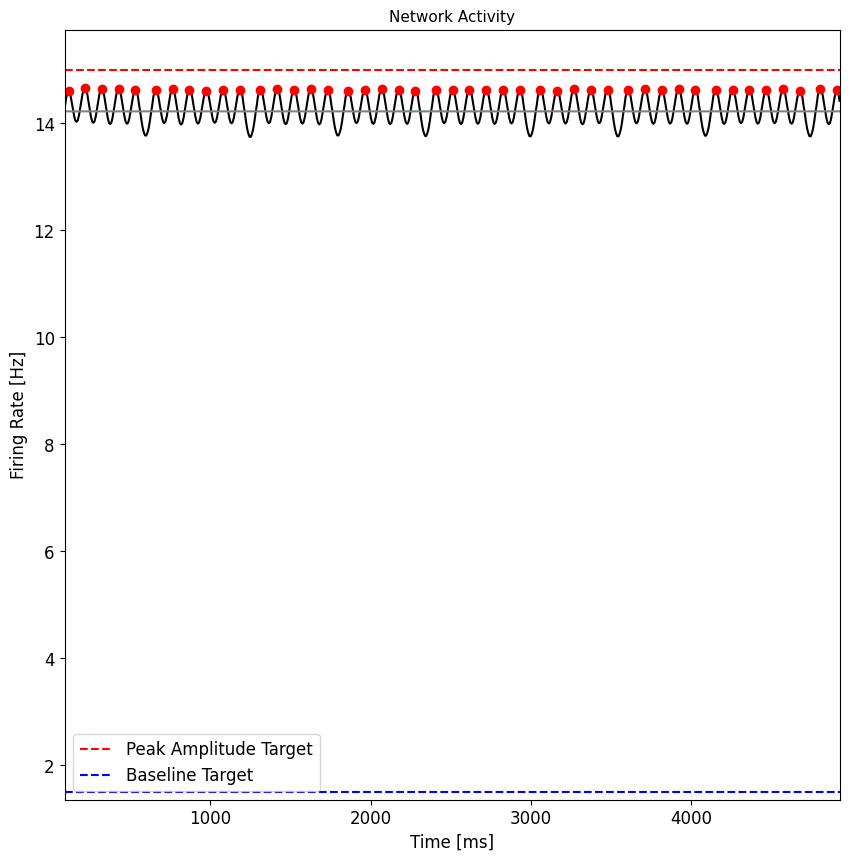 Network Activity
Firing Rate [Hz]
14
12
10
8
6
4
2
Peak Amplitude Target
Baseline Target
1000 2000 3000 4000
Time [ms]